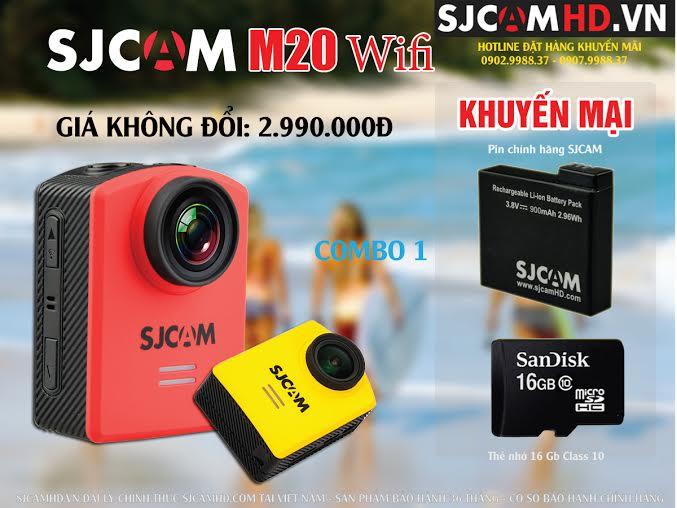 SJCAM M20 Wifi
SJCAMHD.VN
HOTLINE ĐẶT HÀNG KHUYẾN MÃI
0902.9988.37 - 0907.9988.37
GIÁ KHÔNG ĐỔI: 2.990.000Đ
KHUYẾN MẠI
Pin chính hãng SJCAM
Rechargeable Li-ion Battery Pack
3.8V 900mAh 2.96Wh
SJCAM
www.sjcamHD.com
COMBO 1
SJCAM
SJCAM
SanDisk
16GB 10
micro
SD
HC
Thẻ nhớ 16 Gb Class 10
SJCAMHD.VN ĐẠI LÝ CHÍNH THỨC SJCAMHD.COM TẠI VIỆT NAM - SẢN PHẨM BẢO HÀNH 36 THÁNG - CƠ SỞ BẢO HÀNH CHÍNH HÃNG